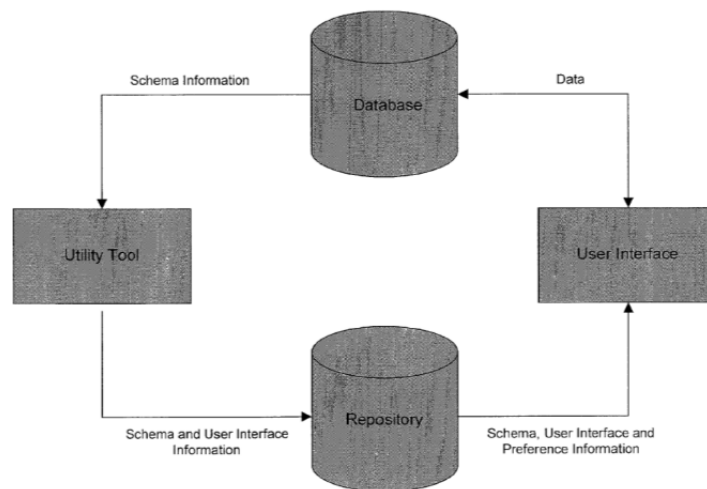 Schema Information
Data
Database
Utility Tool
User Interface
Repository
Schema and User Interface
Information
Schema, User Interface and
Preference Information